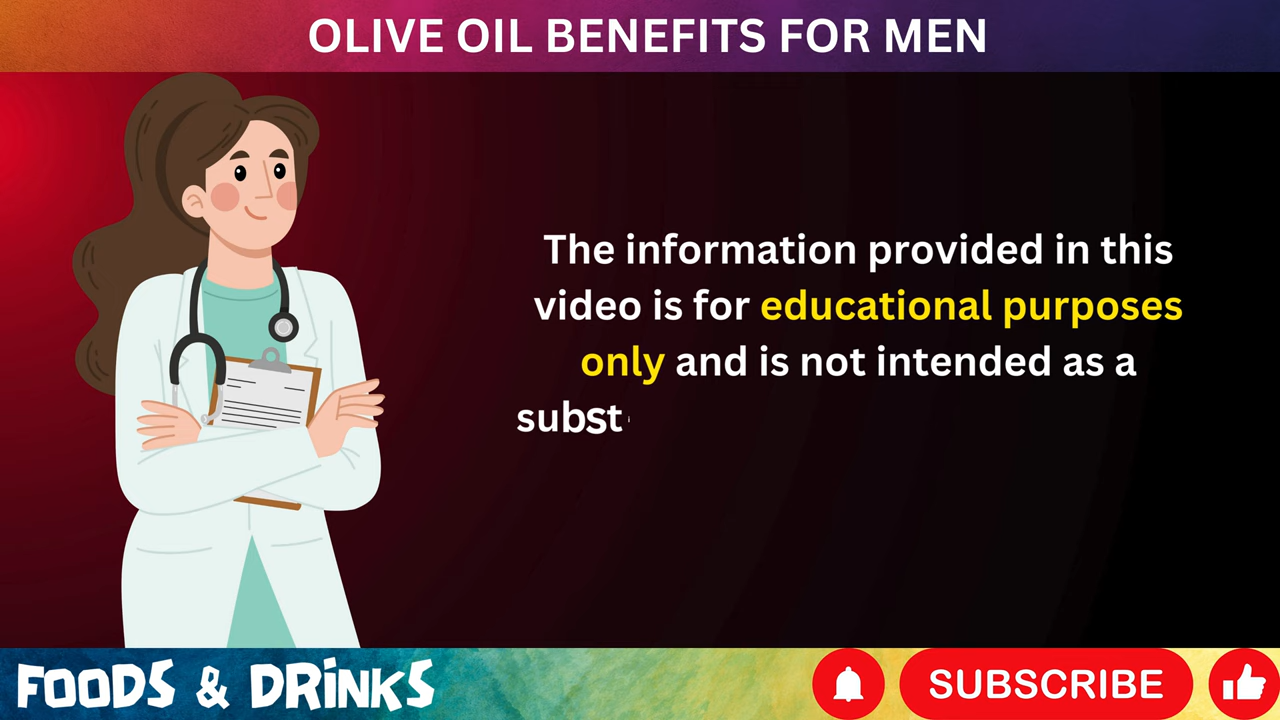 OLIVE OIL BENEFITS FOR MEN
The information provided in this
video is for educational purposes
only and is not intended as a
subst
FOODS & DRiNKS
SUBSCRIBE